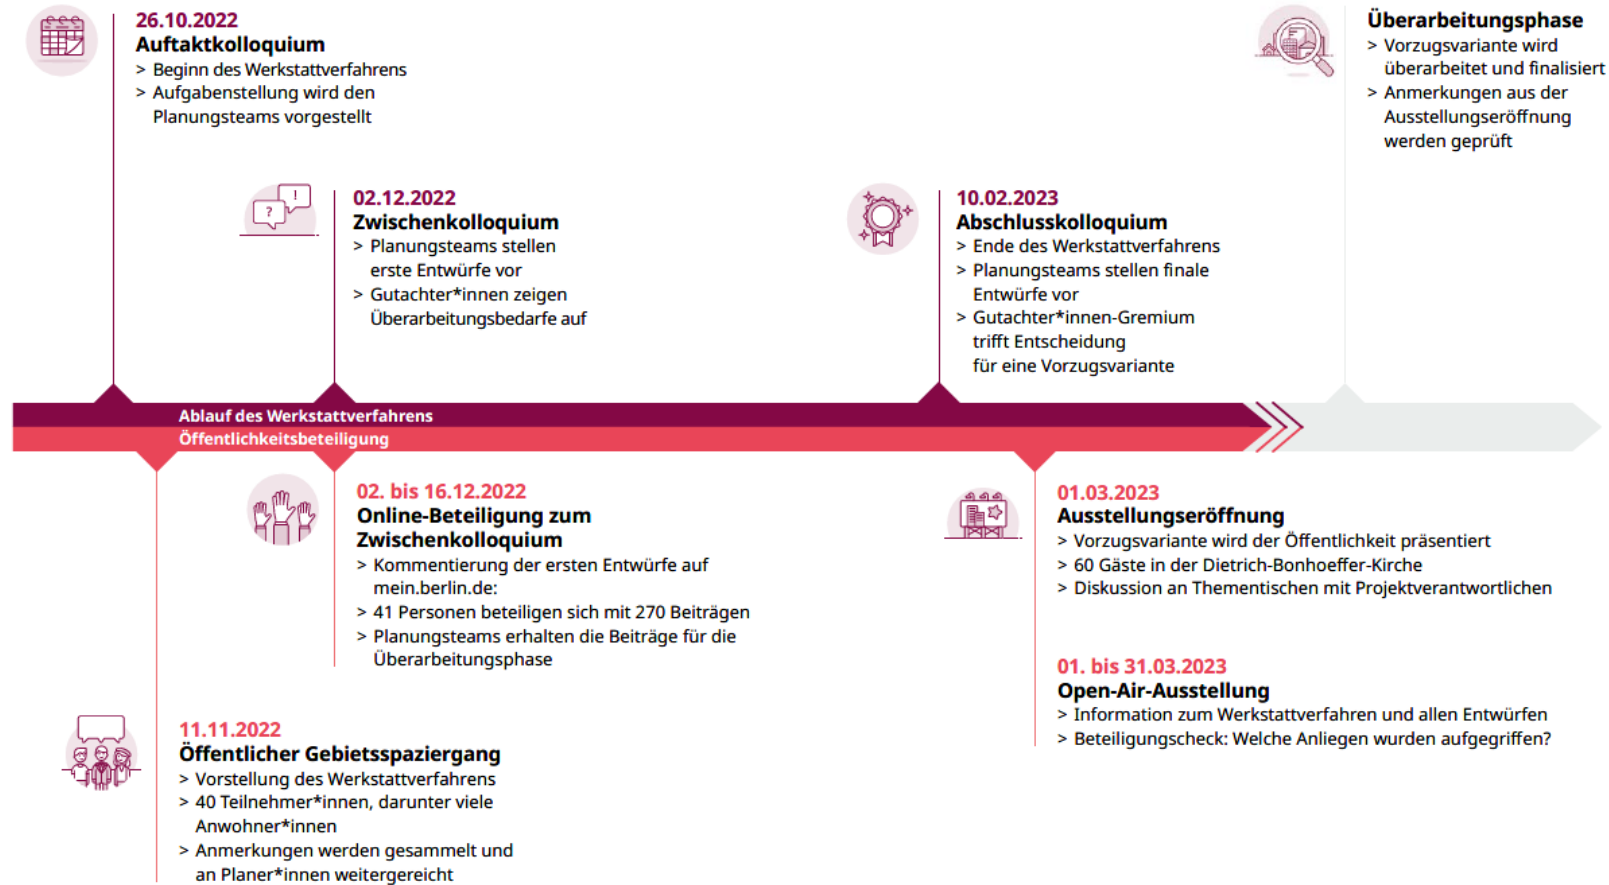 26.10.2022
Auftaktkolloquium
> Beginn des Werkstattverfahrens
> Aufgabenstellung wird den
Planungsteams vorgestellt
02.12.2022
Zwischenkolloquium
> Planungsteams stellen
erste Entwürfe vor
> Gutachter*innen zeigen
Überarbeitungsbedarfe auf
10.02.2023
Abschlusskolloquium
> Ende des Werkstattverfahrens
> Planungsteams stellen finale
Entwürfe vor
> Gutachter*innen-Gremium
trifft Entscheidung
für eine Vorzugsvariante
Überarbeitungsphase
> Vorzugsvariante wird
überarbeitet und finalisiert
> Anmerkungen aus der
Ausstellungseröffnung
werden geprüft
? !
Ablauf des Werkstattverfahrens
Öffentlichkeitsbeteiligung
02. bis 16.12.2022
Online-Beteiligung zum
Zwischenkolloquium
> Kommentierung der ersten Entwürfe auf
mein.berlin.de:
> 41 Personen beteiligen sich mit 270 Beiträgen
> Planungsteams erhalten die Beiträge für die
Überarbeitungsphase
11.11.2022
Öffentlicher Gebietsspaziergang
> Vorstellung des Werkstattverfahrens
> 40 Teilnehmer*innen, darunter viele
Anwohner*innen
> Anmerkungen werden gesammelt und
an Planer*innen weitergereicht
01.03.2023
Ausstellungseröffnung
> Vorzugsvariante wird der Öffentlichkeit präsentiert
> 60 Gäste in der Dietrich-Bonhoeffer-Kirche
> Diskussion an Thementischen mit Projektverantwortlichen
01. bis 31.03.2023
Open-Air-Ausstellung
> Information zum Werkstattverfahren und allen Entwürfen
> Beteiligungscheck: Welche Anliegen wurden aufgegriffen?